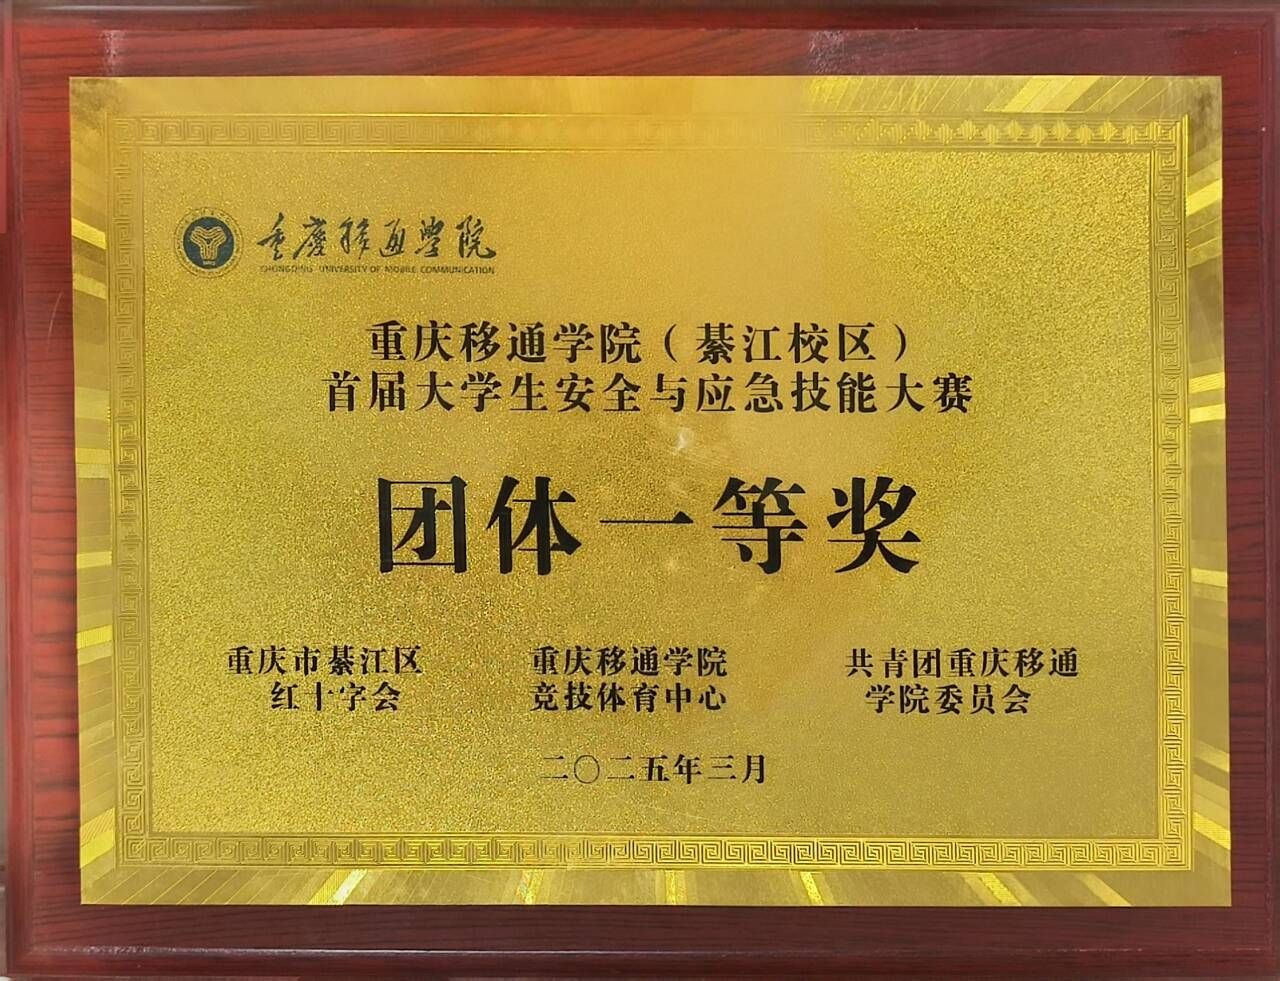 重慶移通學院
CHONGQING UNIVERSITY OF MOBILE COMMUNICATION
重庆移通学院（綦江校区）
首届大学生安全与应急技能大赛
团体一等奖
重庆市綦江区
红十字会
重庆移通学院
竞技体育中心
共青团重庆移通
学院委员会
二〇二五年三月